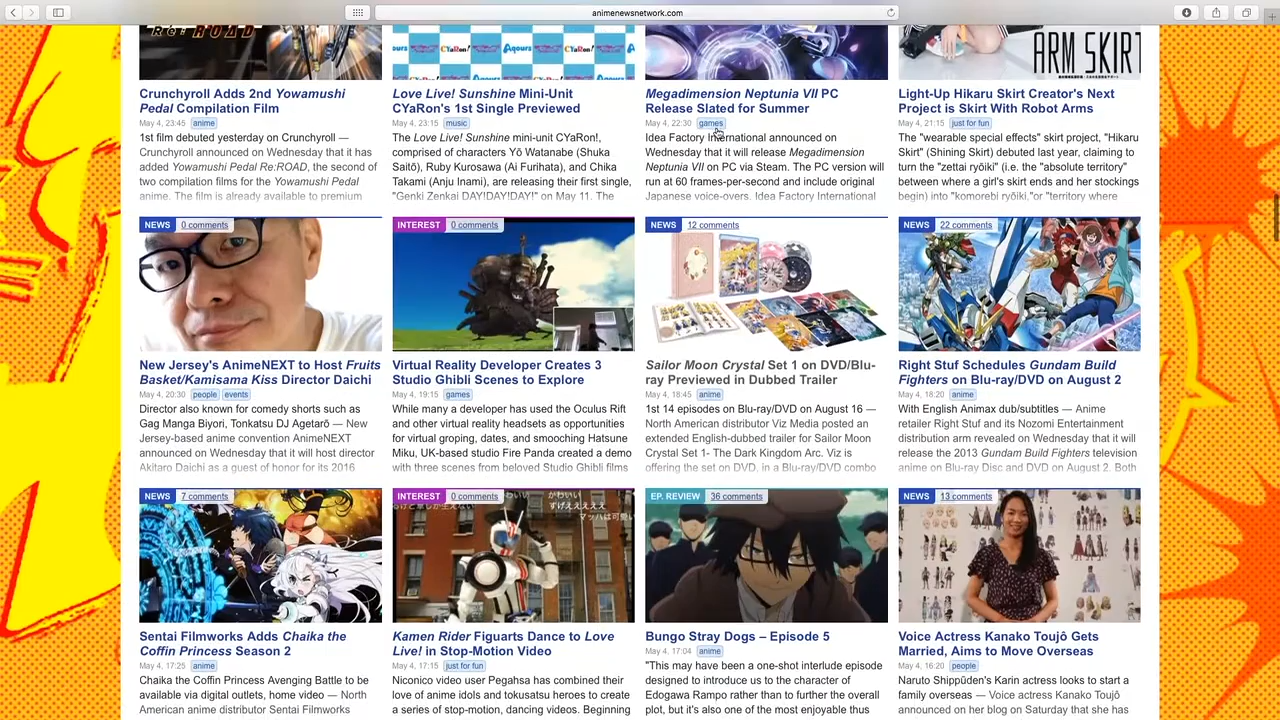 animenewsnetwork.com
Re: ROAD
Aqours CYaRon! Aqours CYaRon!
ARM SKIRT
Crunchyroll Adds 2nd Yowamushi
Pedal Compilation Film
May 4, 23:45 anime
1st film debuted yesterday on Crunchyroll —
Crunchyroll announced on Wednesday that it has
added Yowamushi Pedal Re:ROAD, the second of
two compilation films for the Yowamushi Pedal
anime. The film is already available to premium
Love Live! Sunshine Mini-Unit
CYaRon's 1st Single Previewed
May 4, 23:15 music
The Love Live! Sunshine mini-unit CYaRon!,
comprised of characters Yō Watanabe (Shuka
Saitō), Ruby Kurosawa (Ai Furihata), and Chika
Takami (Anju Inami), are releasing their first single,
"Genki Zenkai DAY!DAY!DAY!" on May 11. The
Megadimension Neptunia VII PC
Release Slated for Summer
May 4, 22:30 games
Idea Factory International announced on
Wednesday that it will release Megadimension
Neptunia VII on PC via Steam. The PC version will
run at 60 frames-per-second and include original
Japanese voice-overs. Idea Factory International
Light-Up Hikaru Skirt Creator's Next
Project is Skirt With Robot Arms
May 4, 21:15 just for fun
The "wearable special effects" skirt project, "Hikaru
Skirt" (Shining Skirt) debuted last year, claiming to
turn the "zettai ryōiki" (i.e. the "absolute territory"
between where a girl's skirt ends and her stockings
begin) into "komorebi ryōiki,"or "territory where
NEWS 0 comments
New Jersey's AnimeNEXT to Host Fruits
Basket/Kamisama Kiss Director Daichi
May 4, 20:30 people events
Director also known for comedy shorts such as
Gag Manga Biyori, Tonkatsu DJ Agetarō — New
Jersey-based anime convention AnimeNEXT
announced on Wednesday that it will host director
Akitaro Daichi as a guest of honor for its 2016
INTEREST 0 comments
Virtual Reality Developer Creates 3
Studio Ghibli Scenes to Explore
May 4, 19:15 games
While many a developer has used the Oculus Rift
and other virtual reality headsets as opportunities
for virtual groping, dates, and smooching Hatsune
Miku, UK-based studio Fire Panda created a demo
with three scenes from beloved Studio Ghibli films
NEWS 12 comments
Sailor Moon Crystal Set 1 on DVD/Blu-
ray Previewed in Dubbed Trailer
May 4, 18:45 anime
1st 14 episodes on Blu-ray/DVD on August 16 —
North American distributor Viz Media posted an
extended English-dubbed trailer for Sailor Moon
Crystal Set 1- The Dark Kingdom Arc. Viz is
offering the set on DVD, in a Blu-ray/DVD combo
NEWS 22 comments
Right Stuf Schedules Gundam Build
Fighters on Blu-ray/DVD on August 2
May 4, 18:20 anime
With English Animax dub/subtitles — Anime
retailer Right Stuf and its Nozomi Entertainment
distribution arm revealed on Wednesday that it will
release the 2013 Gundam Build Fighters television
anime on Blu-ray Disc and DVD on August 2. Both
NEWS 7 comments
Sentai Filmworks Adds Chaika the
Coffin Princess Season 2
May 4, 17:25 anime
Chaika the Coffin Princess Avenging Battle to be
available via digital outlets, home video — North
American anime distributor Sentai Filmworks
INTEREST 0 comments
かわいい
Kamen Rider Figuarts Dance to Love
Live! in Stop-Motion Video
May 4, 17:15 just for fun
Niconico video user Pegahsa has combined their
love of anime idols and tokusatsu heroes to create
a series of stop-motion, dancing videos. Beginning
EP. REVIEW 36 comments
Bungo Stray Dogs – Episode 5
May 4, 17:04 anime
"This may have been a one-shot interlude episode
designed to introduce us to the character of
Edogawa Rampo rather than to further the overall
plot, but it's also one of the most enjoyable thus
NEWS 13 comments
Voice Actress Kanako Toujō Gets
Married, Aims to Move Overseas
May 4, 16:20 people
Naruto Shippūden's Karin actress looks to start a
family overseas — Voice actress Kanako Toujō
announced on her blog on Saturday that she has